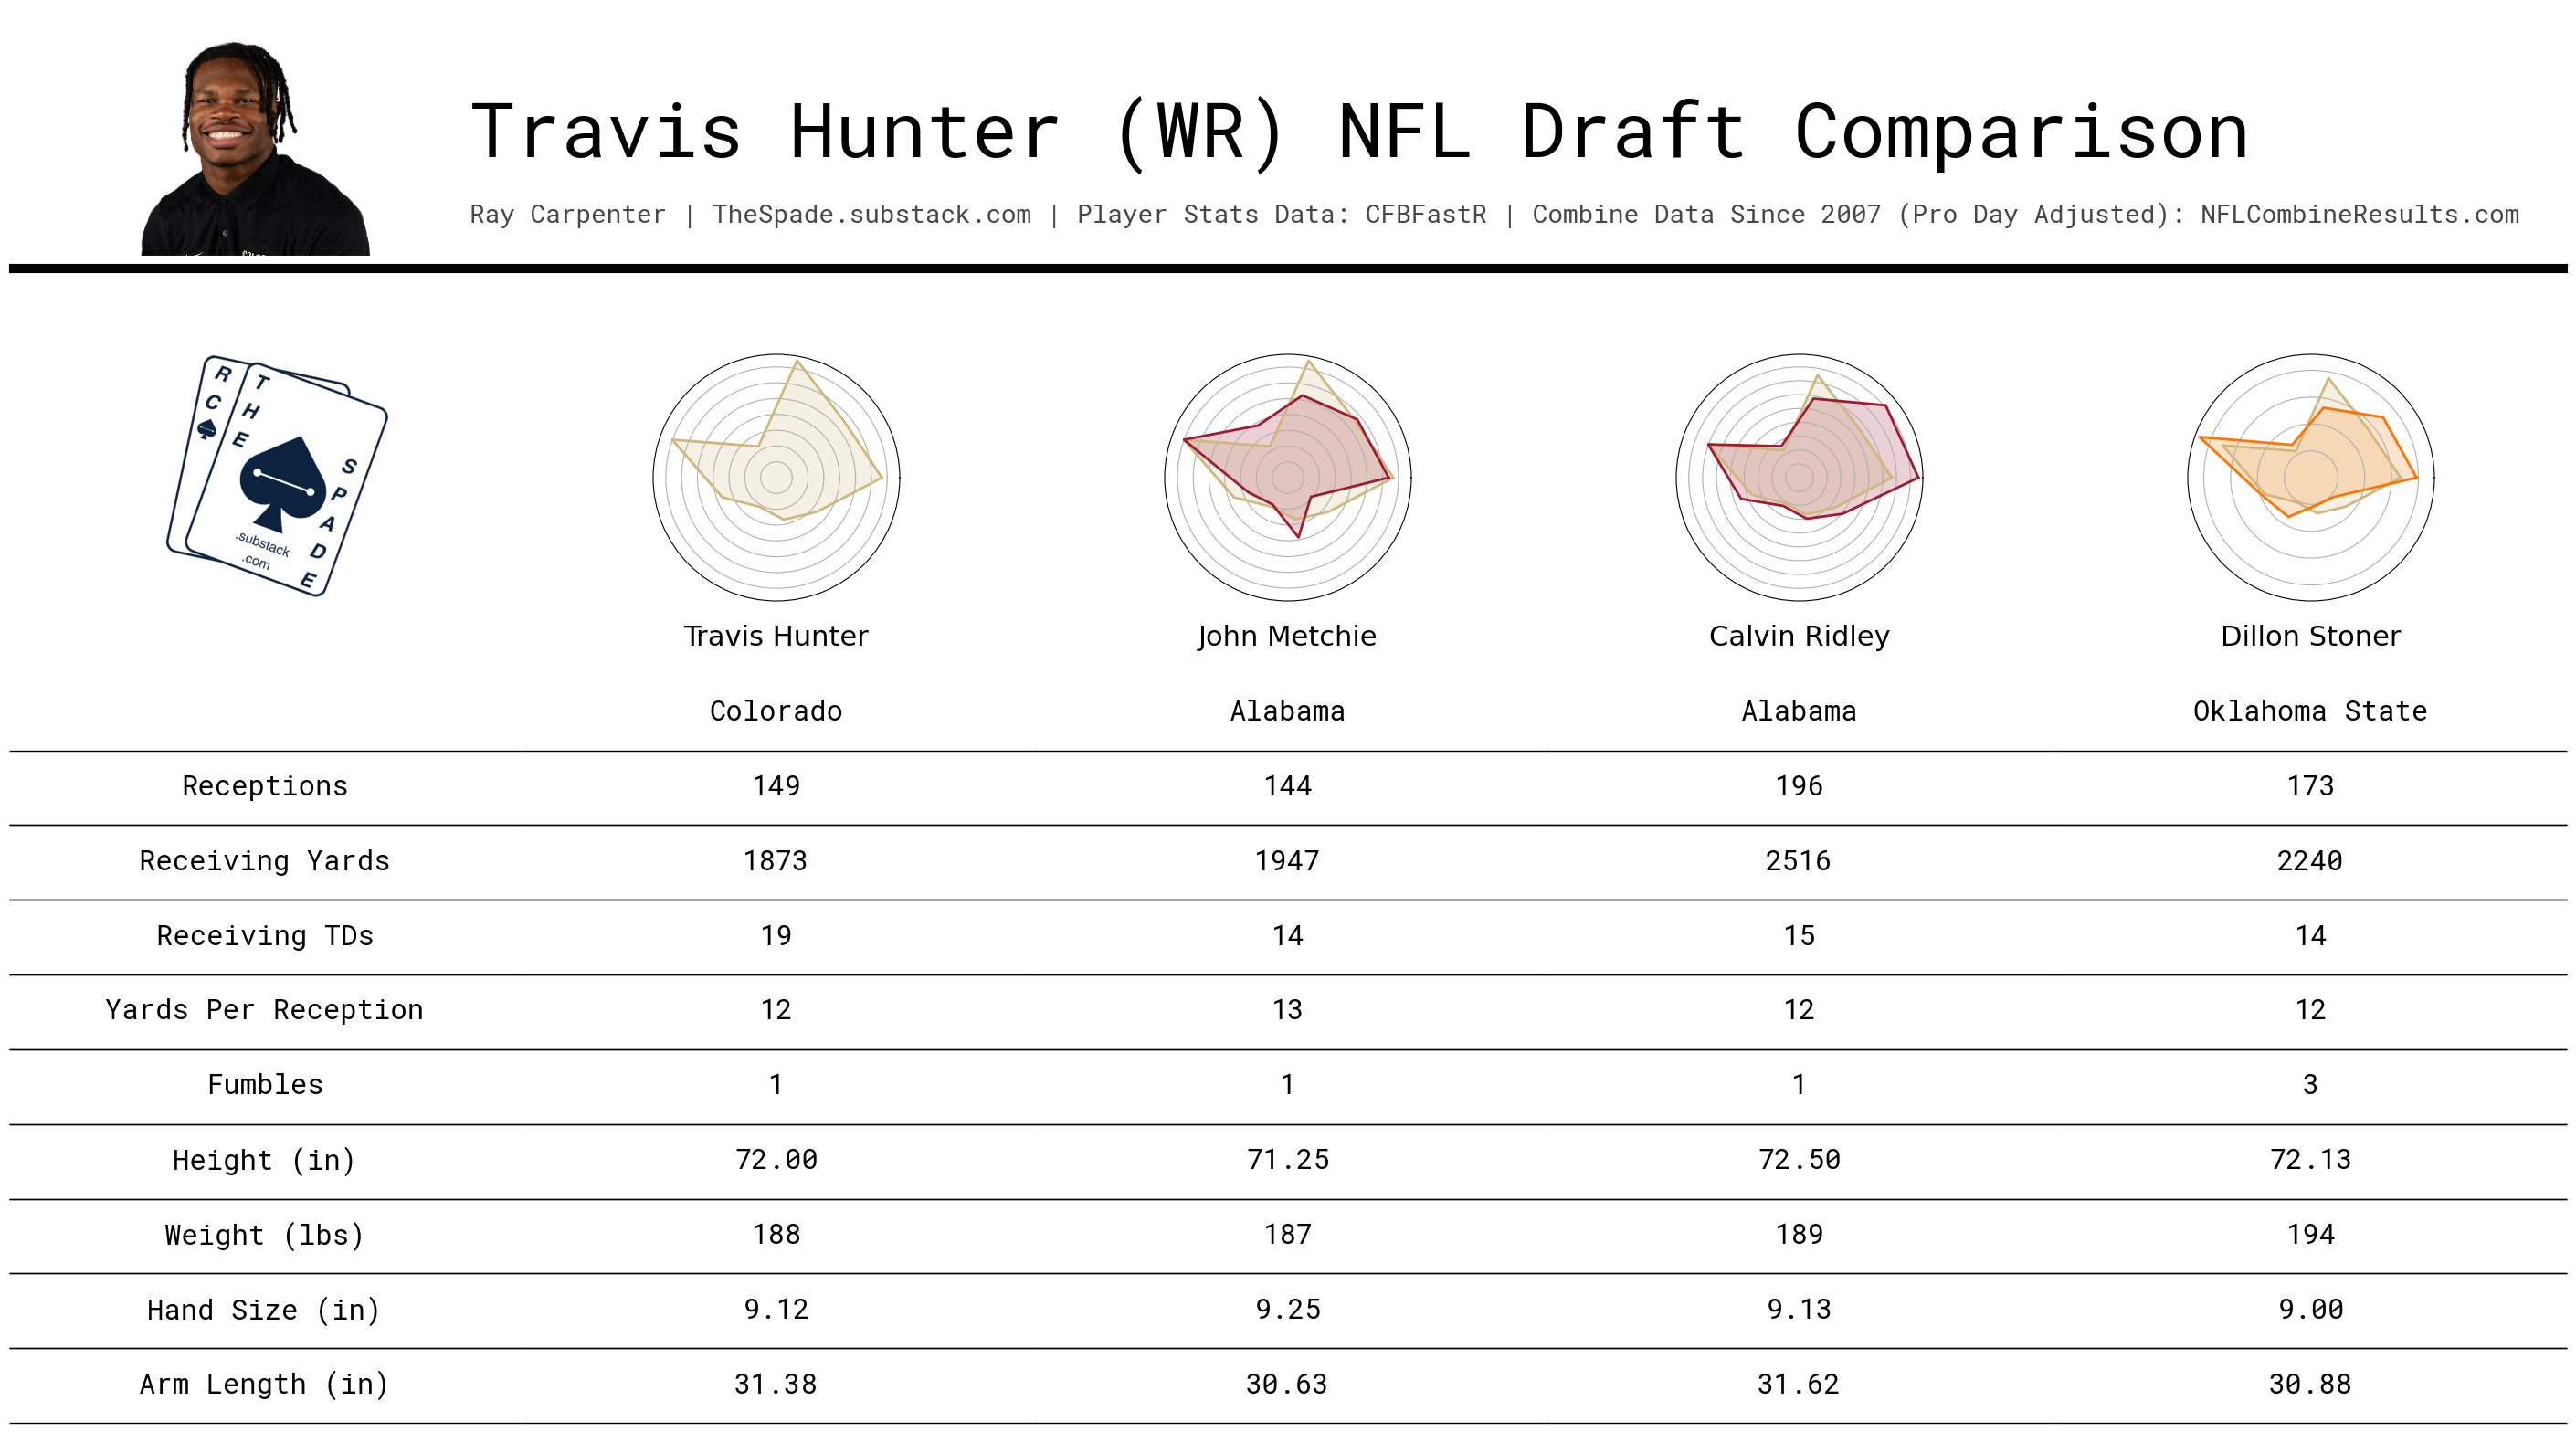 Travis Hunter (WR) NFL Draft Comparison
Ray Carpenter | TheSpade.substack.com | Player Stats Data: CFBFastR | Combine Data Since 2007 (Pro Day Adjusted): NFLCombineResults.com
RC
THE
SPADE
.substack
.com
Travis Hunter John Metchie Calvin Ridley Dillon Stoner
Colorado Alabama Alabama Oklahoma State
Receptions 149 144 196 173
Receiving Yards 1873 1947 2516 2240
Receiving TDs 19 14 15 14
Yards Per Reception 12 13 12 12
Fumbles 1 1 1 3
Height (in) 72.00 71.25 72.50 72.13
Weight (lbs) 188 187 189 194
Hand Size (in) 9.12 9.25 9.13 9.00
Arm Length (in) 31.38 30.63 31.62 30.88